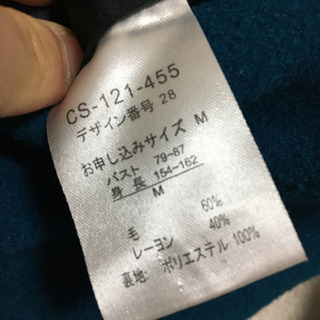 CS-121-455
デザイン番号 28
お申し込みサイズ M
バスト 79~87
身長 154~162
M
毛 60%
レーヨン 40%
裏地: ポリエステル 100%